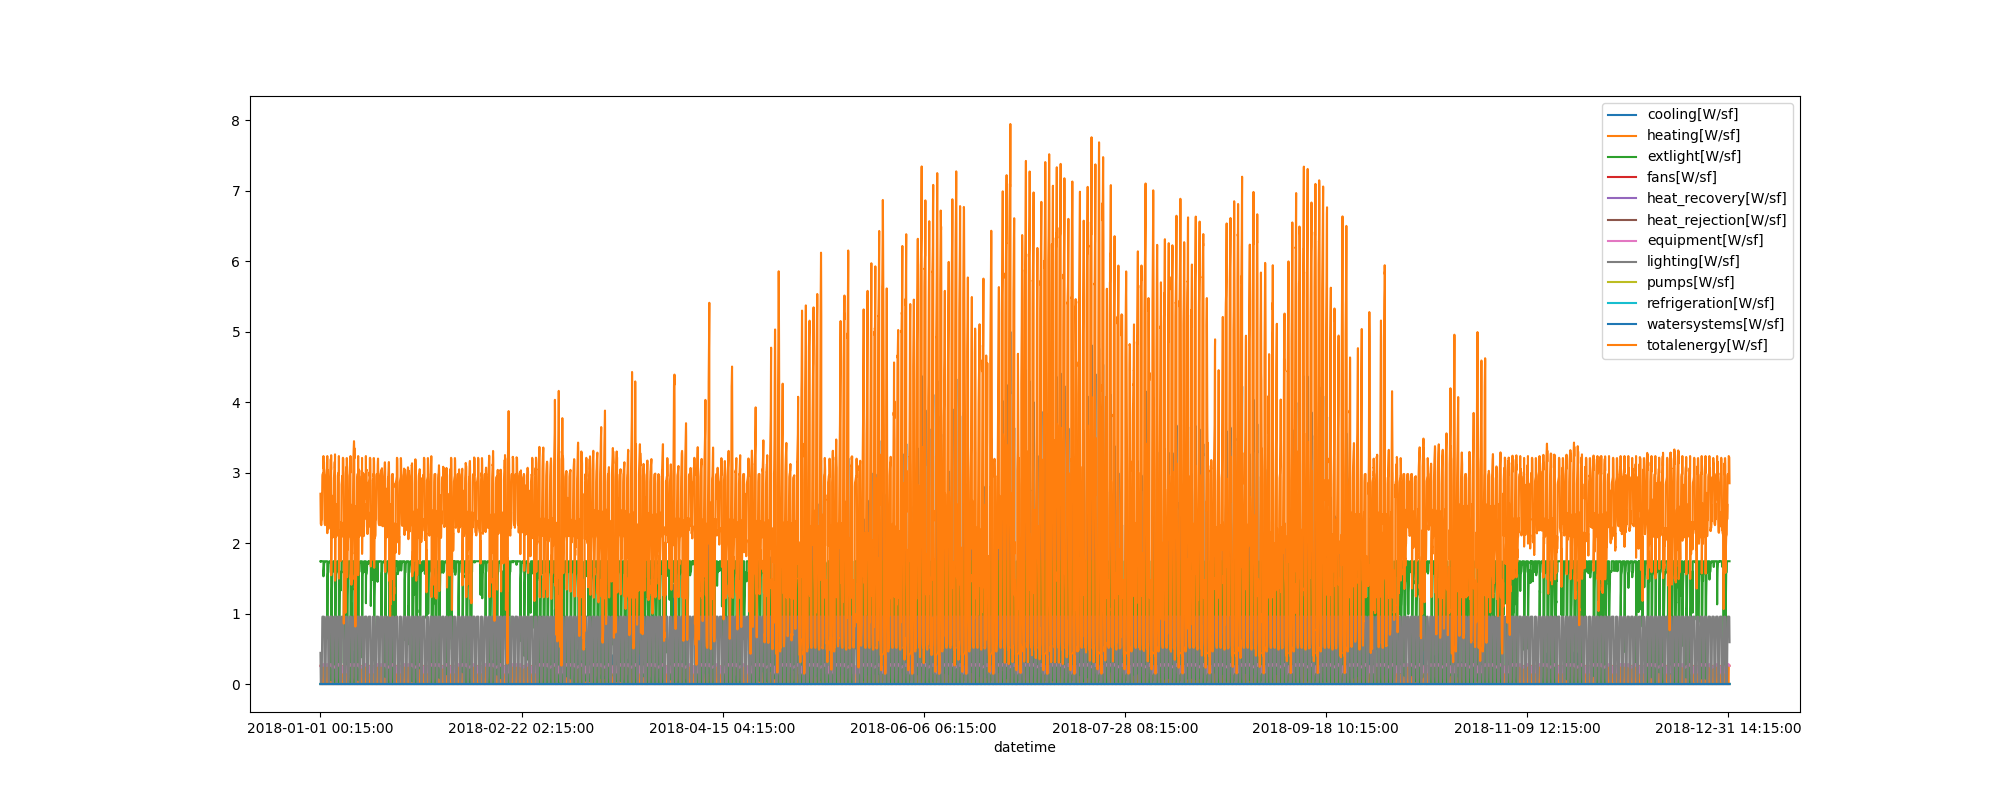 8
7
6
5
4
3
2
1
0
cooling[W/sf]
heating[W/sf]
extlight[W/sf]
fans[W/sf]
heat_recovery[W/sf]
heat_rejection[W/sf]
equipment[W/sf]
lighting[W/sf]
pumps[W/sf]
refrigeration[W/sf]
watersystems[W/sf]
totalenergy[W/sf]
2018-01-01 00:15:00 2018-02-22 02:15:00 2018-04-15 04:15:00 2018-06-06 06:15:00 2018-07-28 08:15:00 2018-09-18 10:15:00 2018-11-09 12:15:00 2018-12-31 14:15:00
datetime